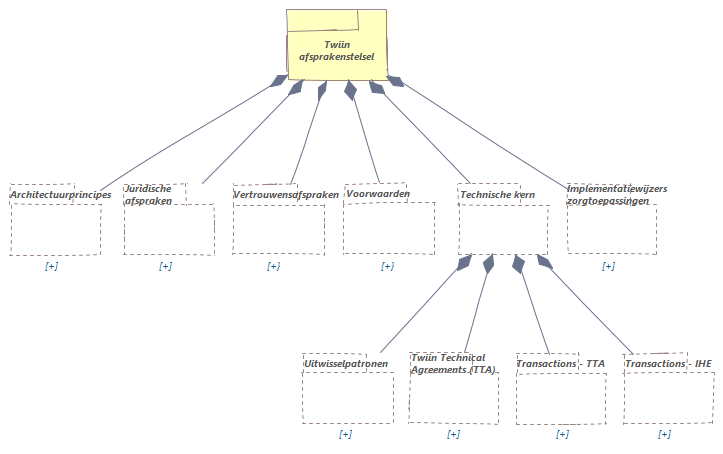 Twiin
afsprakenstelsel
Architectuurprincipes
Juridische
afspraken
Vertrouwensafspraken
Voorwaarden
Technische kern
Implementatiewijzers
zorgtoepassingen
[+]
[+]
[+}
[+}
[+]
Uitwisselpatronen
Twiin Technical
Agreements (TTA)
Transactions - TTA
Transactions - IHE
[+]
[+]
[+]
[+]